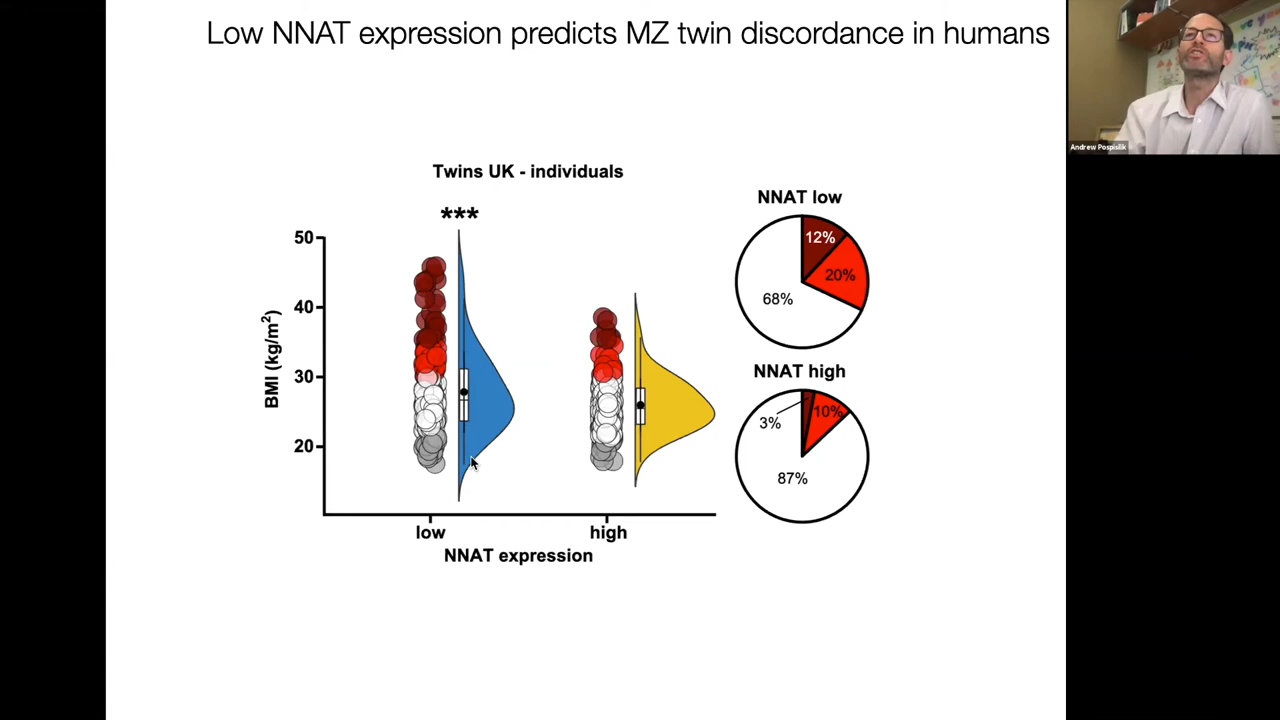 Low NNAT expression predicts MZ twin discordance in humans
Andrew Pospisilik
Twins UK - individuals
***
BMI (kg/m²)
50
40
30
20
low
high
NNAT expression
NNAT low
12%
20%
68%
NNAT high
3%
10%
87%